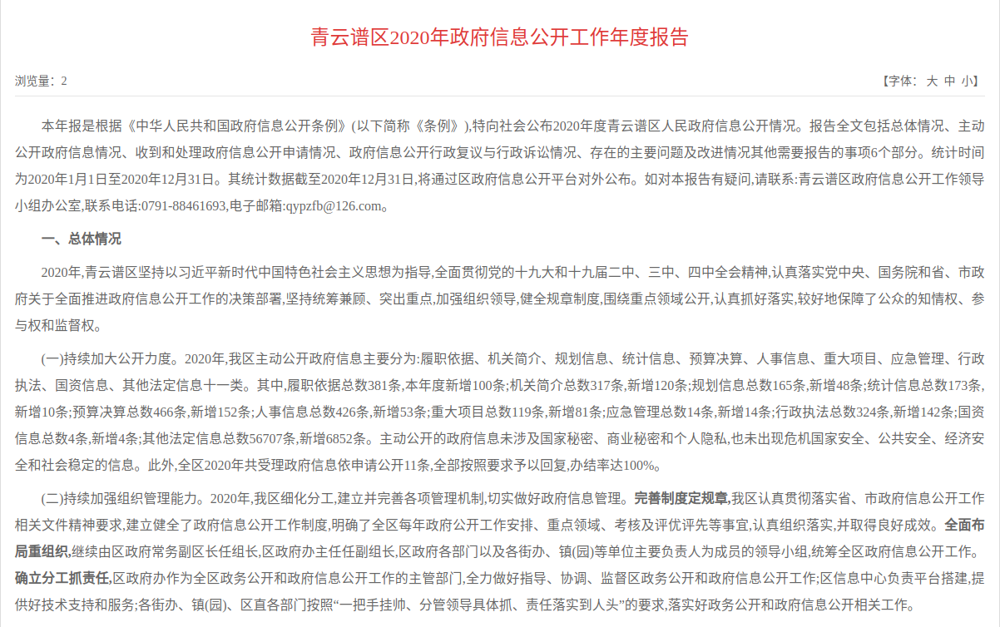 青云谱区2020年政府信息公开工作年度报告
浏览量：2
【字体： 大 中 小】
本年报是根据《中华人民共和国政府信息公开条例》(以下简称《条例》),特向社会公布2020年度青云谱区人民政府信息公开情况。报告全文包括总体情况、主动
公开政府信息情况、收到和处理政府信息公开申请情况、政府信息公开行政复议与行政诉讼情况、存在的主要问题及改进情况其他需要报告的事项6个部分。统计时间
为2020年1月1日至2020年12月31日。其统计数据截至2020年12月31日,将通过区政府信息公开平台对外公布。如对本报告有疑问,请联系:青云谱区政府信息公开工作领导
小组办公室,联系电话:0791-88461693,电子邮箱:qypzfb@126.com。
一、总体情况
2020年,青云谱区坚持以习近平新时代中国特色社会主义思想为指导,全面贯彻党的十九大和十九届二中、三中、四中全会精神,认真落实党中央、国务院和省、市政
府关于全面推进政府信息公开工作的决策部署,坚持统筹兼顾、突出重点,加强组织领导,健全规章制度,围绕重点领域公开,认真抓好落实,较好地保障了公众的知情权、参
与权和监督权。
(一)持续加大公开力度。2020年,我区主动公开政府信息主要分为:履职依据、机关简介、规划信息、统计信息、预算决算、人事信息、重大项目、应急管理、行政
执法、国资信息、其他法定信息十一类。其中,履职依据总数381条,本年度新增100条;机关简介总数317条,新增120条;规划信息总数165条,新增48条;统计信息总数173条,
新增10条;预算决算总数466条,新增152条;人事信息总数426条,新增53条;重大项目总数119条,新增81条;应急管理总数14条,新增14条;行政执法总数324条,新增142条;国资
信息总数4条,新增4条;其他法定信息总数56707条,新增6852条。主动公开的政府信息未涉及国家秘密、商业秘密和个人隐私,也未出现危机国家安全、公共安全、经济安
全和社会稳定的信息。此外,全区2020年共受理政府信息依申请公开11条,全部按照要求予以回复,办结率达100%。
(二)持续加强组织管理能力。2020年,我区细化分工,建立并完善各项管理机制,切实做好政府信息管理。完善制度定规章,我区认真贯彻落实省、市政府信息公开工作
相关文件精神要求,建立健全了政府信息公开工作制度,明确了全区每年政府公开工作安排、重点领域、考核及评优评先等事宜,认真组织落实,并取得良好成效。全面布
局重组织,继续由区政府常务副区长任组长,区政府办主任任副组长,区政府各部门以及各街办、镇(园)等单位主要负责人为成员的领导小组,统筹全区政府信息公开工作。
确立分工抓责任,区政府办作为全区政务公开和政府信息公开工作的主管部门,全力做好指导、协调、监督区政务公开和政府信息公开工作;区信息中心负责平台搭建,提
供好技术支持和服务;各街办、镇(园)、区直各部门按照“一把手挂帅、分管领导具体抓、责任落实到人头”的要求,落实好政务公开和政府信息公开相关工作。